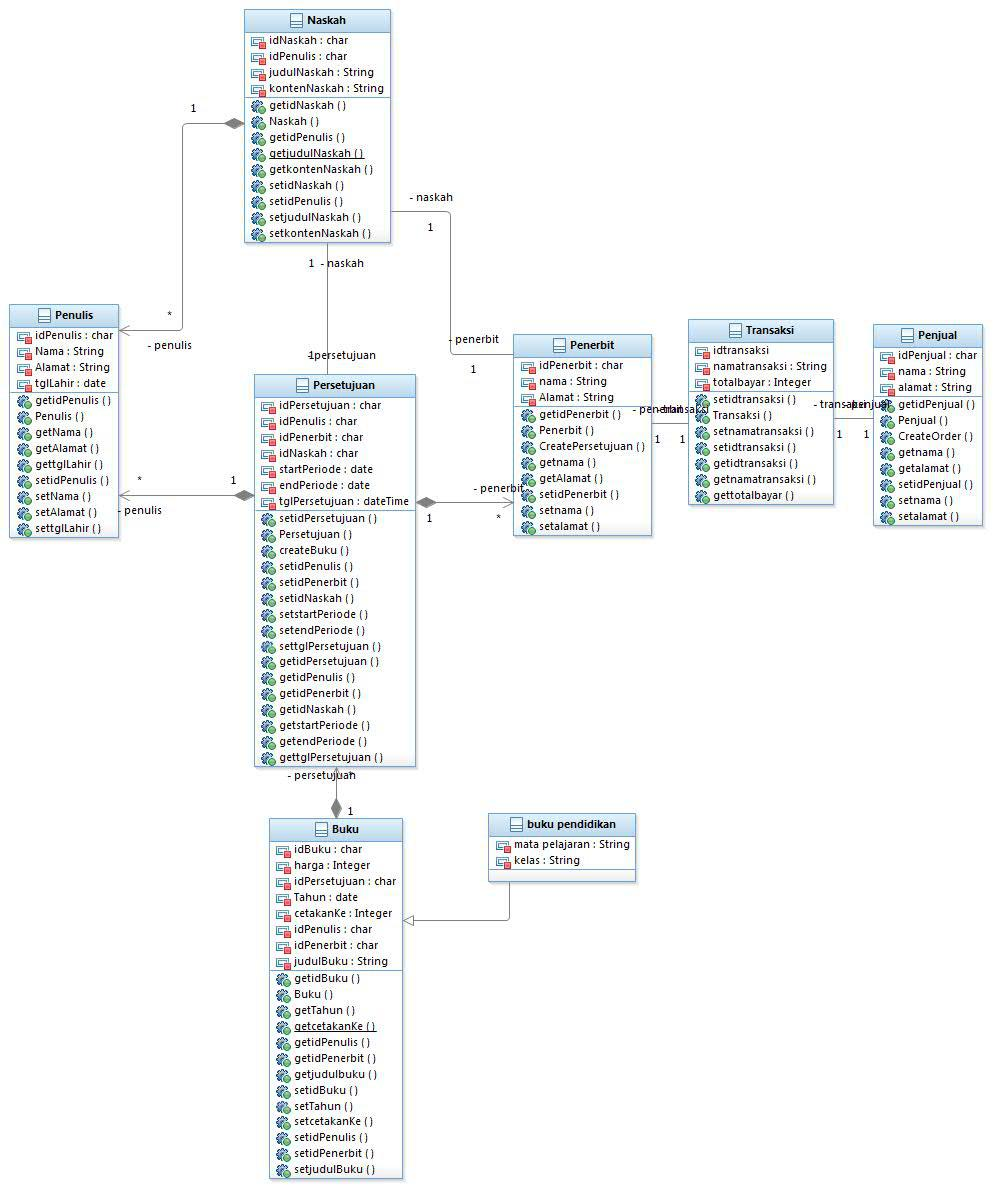 Naskah
idNaskah : char
idPenulis : char
judulNaskah : String
kontenNaskah : String
getidNaskah ( )
Naskah ( )
getidPenulis ( )
getjudulNaskah ( )
getkontenNaskah ( )
setidNaskah ( )
setidPenulis ( )
setjudulNaskah ( )
setkontenNaskah ( )
1
*
- penulis
- naskah
1
- penerbit
1
1 - naskah
1
- persetujuan
Penulis
idPenulis : char
Nama : String
Alamat : String
tglLahir : date
getidPenulis ( )
Penulis ( )
getNama ( )
getAlamat ( )
gettglLahir ( )
setidPenulis ( )
setNama ( )
setAlamat ( )
settglLahir ( )
*
1
- penulis
Persetujuan
idPersetujuan : char
idPenulis : char
idPenerbit : char
idNaskah : char
startPeriode : date
endPeriode : date
tglPersetujuan : dateTime
setidPersetujuan ( )
Persetujuan ( )
createBuku ( )
setidPenulis ( )
setidPenerbit ( )
setidNaskah ( )
setstartPeriode ( )
setendPeriode ( )
settglPersetujuan ( )
getidPersetujuan ( )
getidPenulis ( )
getidPenerbit ( )
getidNaskah ( )
getstartPeriode ( )
getendPeriode ( )
gettglPersetujuan ( )
- penerbit
1
*
Penerbit
idPenerbit : char
nama : String
Alamat : String
getidPenerbit ( )
Penerbit ( )
CreatePersetujuan ( )
getnama ( )
getAlamat ( )
setidPenerbit ( )
setnama ( )
setalamat ( )
- penerbit
- transaksi
1
1
Transaksi
idtransaksi
namatransaksi : String
totalbayar : Integer
setidtransaksi ( )
Transaksi ( )
setnamatransaksi ( )
setidtransaksi ( )
getidtransaksi ( )
getnamatransaksi ( )
gettotalbayar ( )
- transaksi
- penjual
1
1
Penjual
idPenjual : char
nama : String
alamat : String
getidPenjual ( )
Penjual ( )
CreateOrder ( )
getnama ( )
getalamat ( )
setidPenjual ( )
setnama ( )
setalamat ( )
- persetujuan
*
1
Buku
idBuku : char
harga : Integer
idPersetujuan : char
Tahun : date
cetakanKe : Integer
idPenulis : char
idPenerbit : char
judulBuku : String
getidBuku ( )
Buku ( )
getTahun ( )
getcetakanKe ( )
getidPenulis ( )
getidPenerbit ( )
getjudulbuku ( )
setidBuku ( )
setTahun ( )
setcetakanKe ( )
setidPenulis ( )
setidPenerbit ( )
setjudulBuku ( )
buku pendidikan
mata pelajaran : String
kelas : String